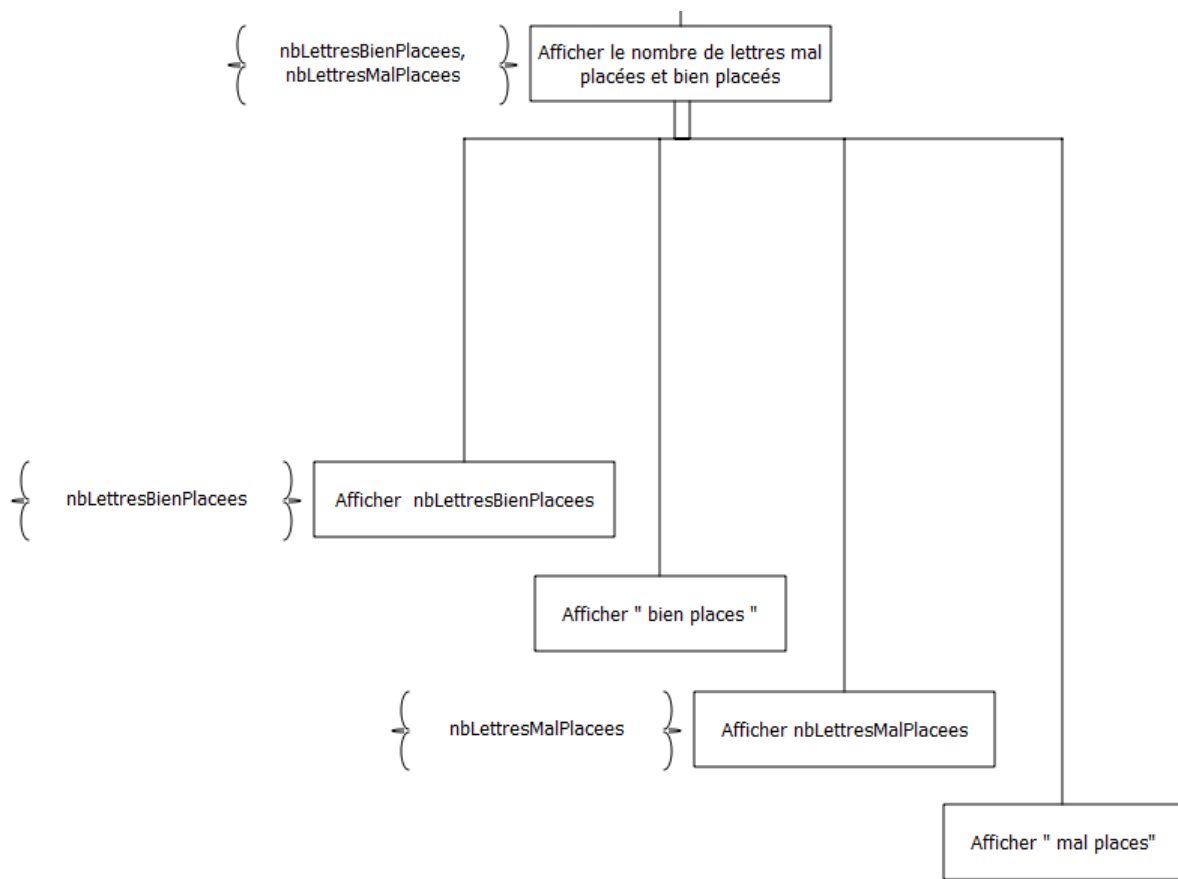 nbLettresBienPlacees,
nbLettresMalPlacees
Afficher le nombre de lettres mal
placées et bien placeés
nbLettresBienPlacees
Afficher nbLettresBienPlacees
Afficher " bien places "
nbLettresMalPlacees
Afficher nbLettresMalPlacees
Afficher " mal places"